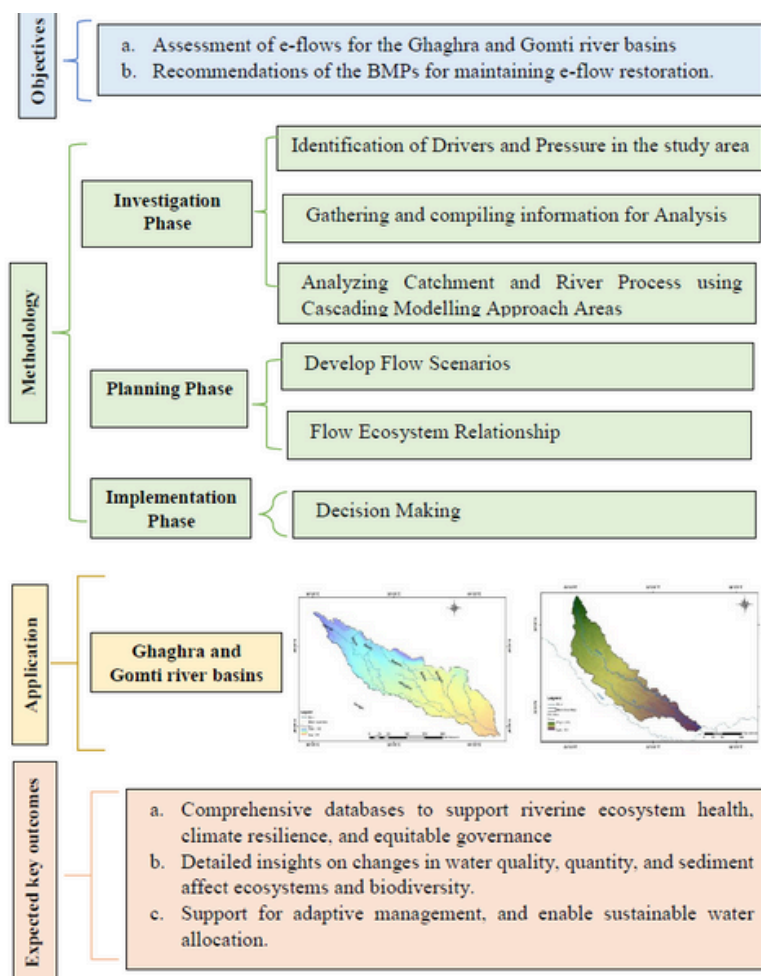 Objectives
a. Assessment of e-flows for the Ghaghra and Gomti river basins
b. Recommendations of the BMPs for maintaining e-flow restoration.
Methodology
Investigation
Phase
Identification of Drivers and Pressure in the study area
Gathering and compiling information for Analysis
Analyzing Catchment and River Process using
Cascading Modelling Approach Areas
Planning Phase
Develop Flow Scenarios
Flow Ecosystem Relationship
Implementation
Phase
Decision Making
Application
Ghaghra and
Gomti river basins
Expected key outcomes
a. Comprehensive databases to support riverine ecosystem health,
climate resilience, and equitable governance
b. Detailed insights on changes in water quality, quantity, and sediment
affect ecosystems and biodiversity.
c. Support for adaptive management, and enable sustainable water
allocation.